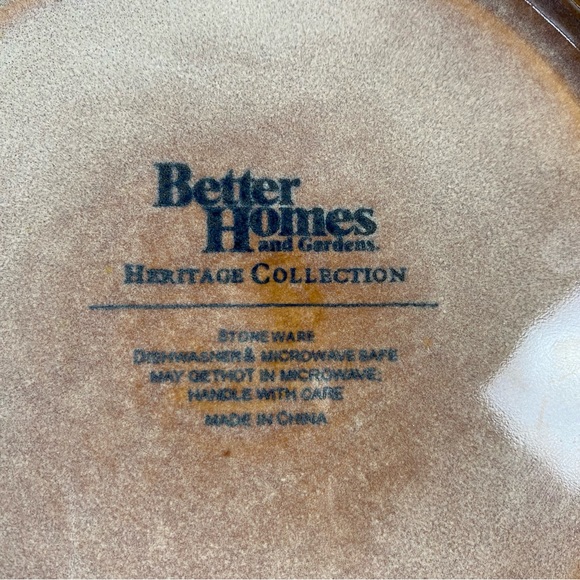 Better
Homes
and Gardens.
HERITAGE COLLECTION
STONEWARE
DISHWASHER & MICROWAVE SAFE
MAY GET HOT IN MICROWAVE,
HANDLE WITH CARE
MADE IN CHINA